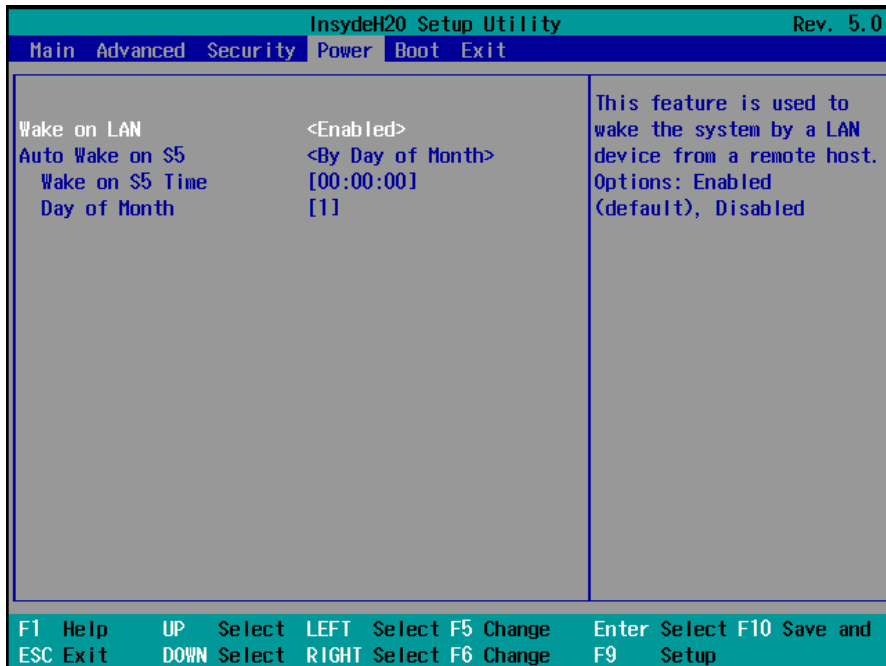 InsydeH20 Setup Utility Rev. 5.0
Main Advanced Security Power Boot Exit
Wake on LAN <Enabled>
Auto Wake on S5 <By Day of Month>
Wake on S5 Time [00:00:00]
Day of Month [1]
This feature is used to
wake the system by a LAN
device from a remote host.
Options: Enabled
(default), Disabled
F1 Help UP Select LEFT Select F5 Change Enter Select F10 Save and
ESC Exit DOWN Select RIGHT Select F6 Change F9 Setup